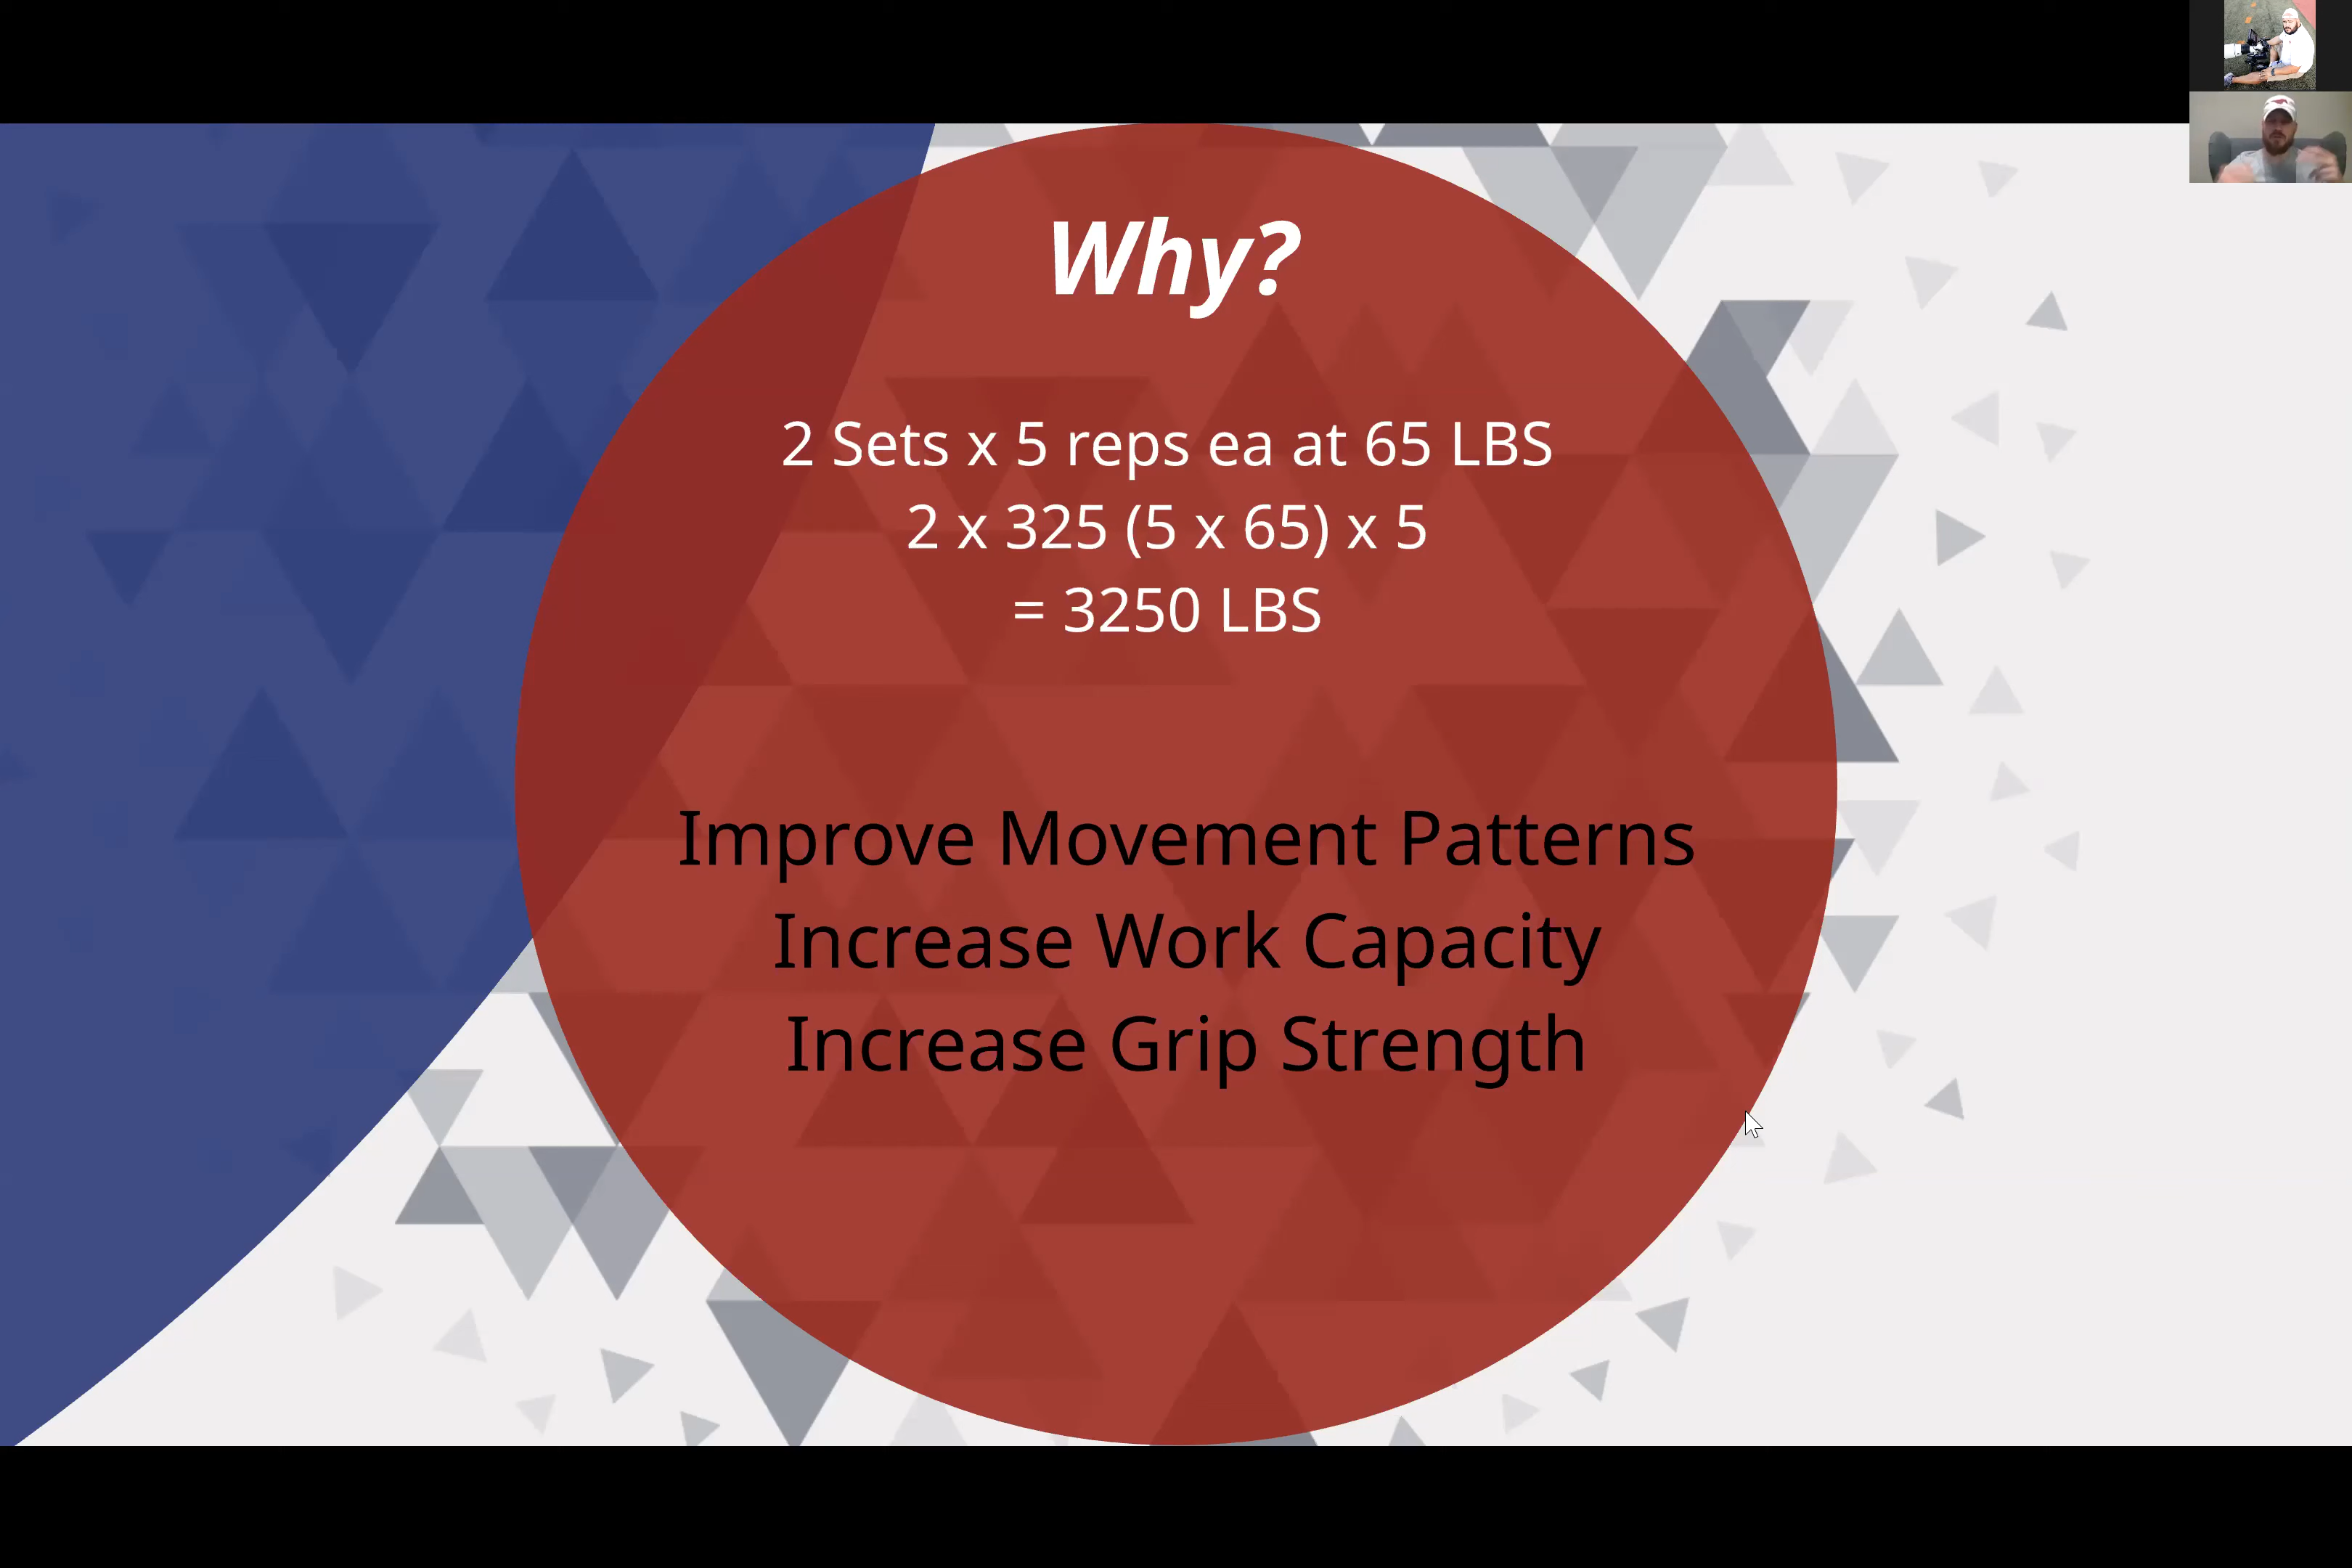 Why?
2 Sets x 5 reps ea at 65 LBS
2 x 325 (5 x 65) x 5
= 3250 LBS
Improve Movement Patterns
Increase Work Capacity
Increase Grip Strength